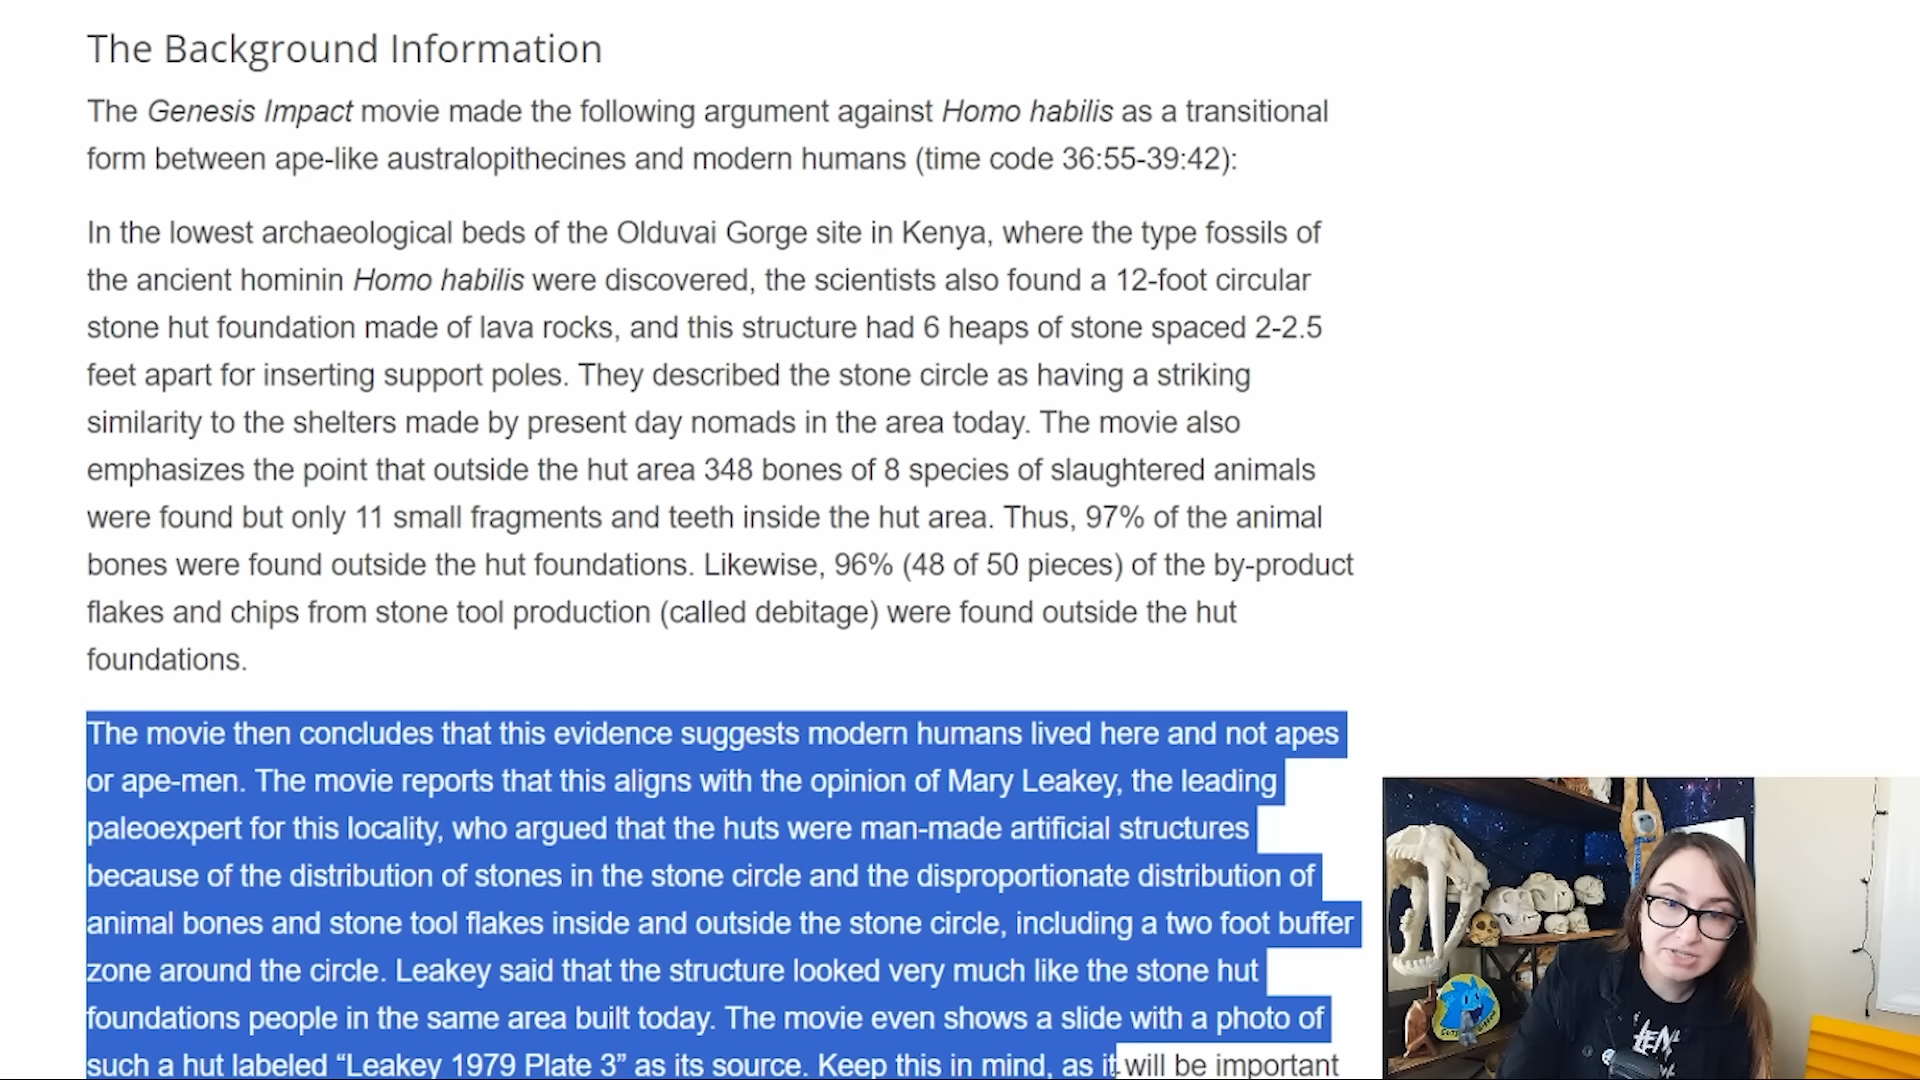 The Background Information
The Genesis Impact movie made the following argument against Homo habilis as a transitional
form between ape-like australopithecines and modern humans (time code 36:55-39:42):
In the lowest archaeological beds of the Olduvai Gorge site in Kenya, where the type fossils of
the ancient hominin Homo habilis were discovered, the scientists also found a 12-foot circular
stone hut foundation made of lava rocks, and this structure had 6 heaps of stone spaced 2-2.5
feet apart for inserting support poles. They described the stone circle as having a striking
similarity to the shelters made by present day nomads in the area today. The movie also
emphasizes the point that outside the hut area 348 bones of 8 species of slaughtered animals
were found but only 11 small fragments and teeth inside the hut area. Thus, 97% of the animal
bones were found outside the hut foundations. Likewise, 96% (48 of 50 pieces) of the by-product
flakes and chips from stone tool production (called debitage) were found outside the hut
foundations.
The movie then concludes that this evidence suggests modern humans lived here and not apes
or ape-men. The movie reports that this aligns with the opinion of Mary Leakey, the leading
paleoexpert for this locality, who argued that the huts were man-made artificial structures
because of the distribution of stones in the stone circle and the disproportionate distribution of
animal bones and stone tool flakes inside and outside the stone circle, including a two foot buffer
zone around the circle. Leakey said that the structure looked very much like the stone hut
foundations people in the same area built today. The movie even shows a slide with a photo of
such a hut labeled “Leakey 1979 Plate 3” as its source. Keep this in mind, as it will be important